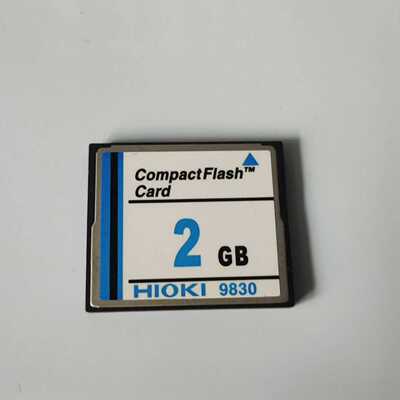 CompactFlash™
Card
2 GB
HIOKI 9830